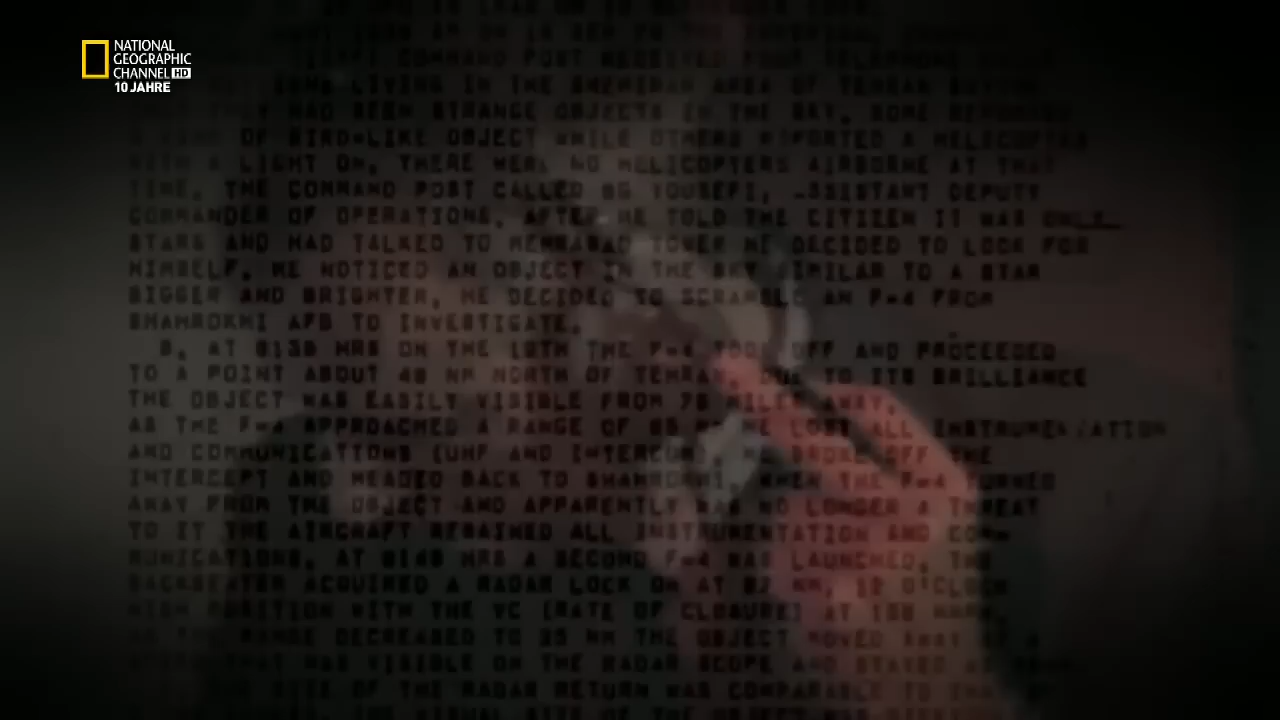 NATIONAL
GEOGRAPHIC
CHANNEL HD
10 JAHRE
COMMAND POST RECEIVED FOUR TELEPHONE
LIVING IN THE SHEMIRAN AREA OF TEHRAN
HAD SEEN STRANGE OBJECTS IN THE SKY. SOME REPORTED
A KIND OF BIRD-LIKE OBJECT WHILE OTHERS REPORTED A HELICOPTER
WITH A LIGHT ON. THERE WERE NO HELICOPTERS AIRBORNE AT THAT
TIME. THE COMMAND POST CALLED BG YOUSEFI, ASSISTANT DEPUTY
COMMANDER OF OPERATIONS. AFTER HE TOLD THE CITIZEN IT WAS ONLY
STARS AND HAD TALKED TO MEHRABAD TOWER HE DECIDED TO LOOK FOR
HIMSELF. HE NOTICED AN OBJECT IN THE SKY SIMILAR TO A STAR
BIGGER AND BRIGHTER. HE DECIDED TO SCRAMBLE AN F-4 FROM
SHAHROKHI AFB TO INVESTIGATE.
B. AT 0130 HRS ON THE 19TH THE F-4 TOOK OFF AND PROCEEDED
TO A POINT ABOUT 40 NM NORTH OF TEHRAN. DUE TO ITS BRILLIANCE
THE OBJECT WAS EASILY VISIBLE FROM 70 MILES AWAY.
AS THE F-4 APPROACHED A RANGE OF 25 NM HE LOST ALL INSTRUMENTATION
AND COMMUNICATIONS (UHF AND INTERCOM). HE BROKE OFF THE
INTERCEPT AND HEADED BACK TO SHAHROKHI. WHEN THE F-4 TURNED
AWAY FROM THE OBJECT AND APPARENTLY WAS NO LONGER A THREAT
TO IT THE AIRCRAFT REGAINED ALL INSTRUMENTATION AND COM-
MUNICATIONS. AT 0140 HRS A SECOND F-4 WAS LAUNCHED. THE
BACKSEATER ACQUIRED A RADAR LOCK ON AT 27 NM, 12 O'CLOCK
HIGH POSITION WITH THE VC (RATE OF CLOSURE) AT 150 NMPH.
AS THE RANGE DECREASED TO 25 NM THE OBJECT MOVED AWAY AT A
SPEED THAT WAS VISIBLE ON THE RADAR SCOPE AND STAYED AT
SIZE OF THE RADAR RETURN WAS COMPARABLE TO THAT
THE VISUAL SIZE OF THE OBJECT WAS